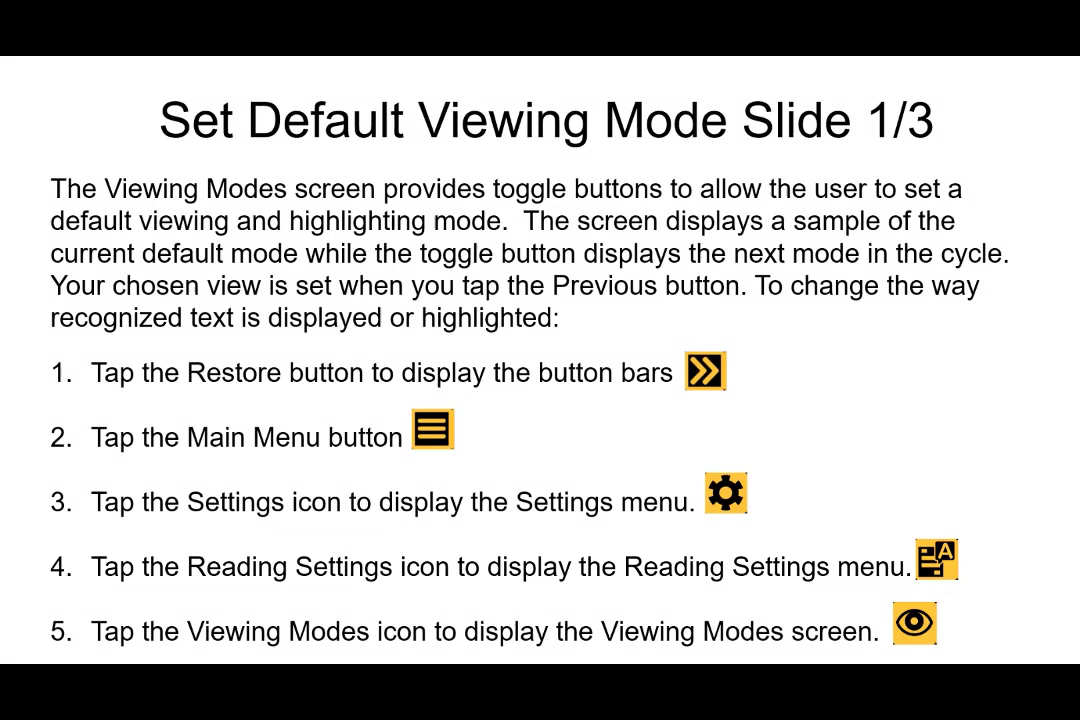 Set Default Viewing Mode Slide 1/3
The Viewing Modes screen provides toggle buttons to allow the user to set a
default viewing and highlighting mode.  The screen displays a sample of the
current default mode while the toggle button displays the next mode in the cycle.
Your chosen view is set when you tap the Previous button. To change the way
recognized text is displayed or highlighted:
1. Tap the Restore button to display the button bars
2. Tap the Main Menu button
3. Tap the Settings icon to display the Settings menu.
4. Tap the Reading Settings icon to display the Reading Settings menu. A
5. Tap the Viewing Modes icon to display the Viewing Modes screen.